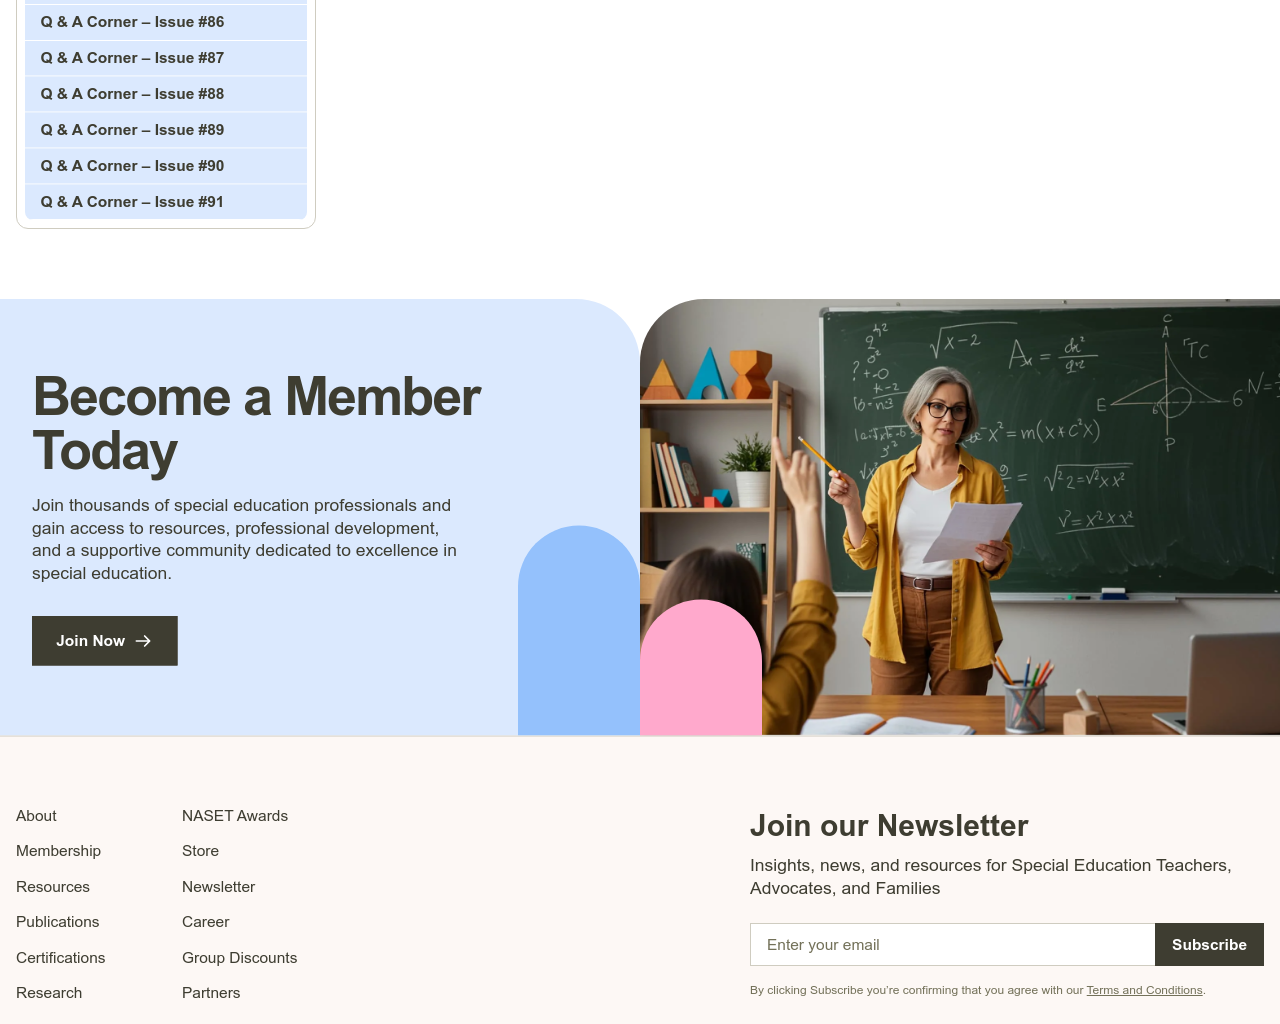 Q & A Corner – Issue #86
Q & A Corner – Issue #87
Q & A Corner – Issue #88
Q & A Corner – Issue #89
Q & A Corner – Issue #90
Q & A Corner – Issue #91
Become a Member
Today
Join thousands of special education professionals and
gain access to resources, professional development,
and a supportive community dedicated to excellence in
special education.
Join Now
About
Membership
Resources
Publications
Certifications
Research
NASET Awards
Store
Newsletter
Career
Group Discounts
Partners
Join our Newsletter
Insights, news, and resources for Special Education Teachers,
Advocates, and Families
Enter your email
Subscribe
By clicking Subscribe you're confirming that you agree with our Terms and Conditions.